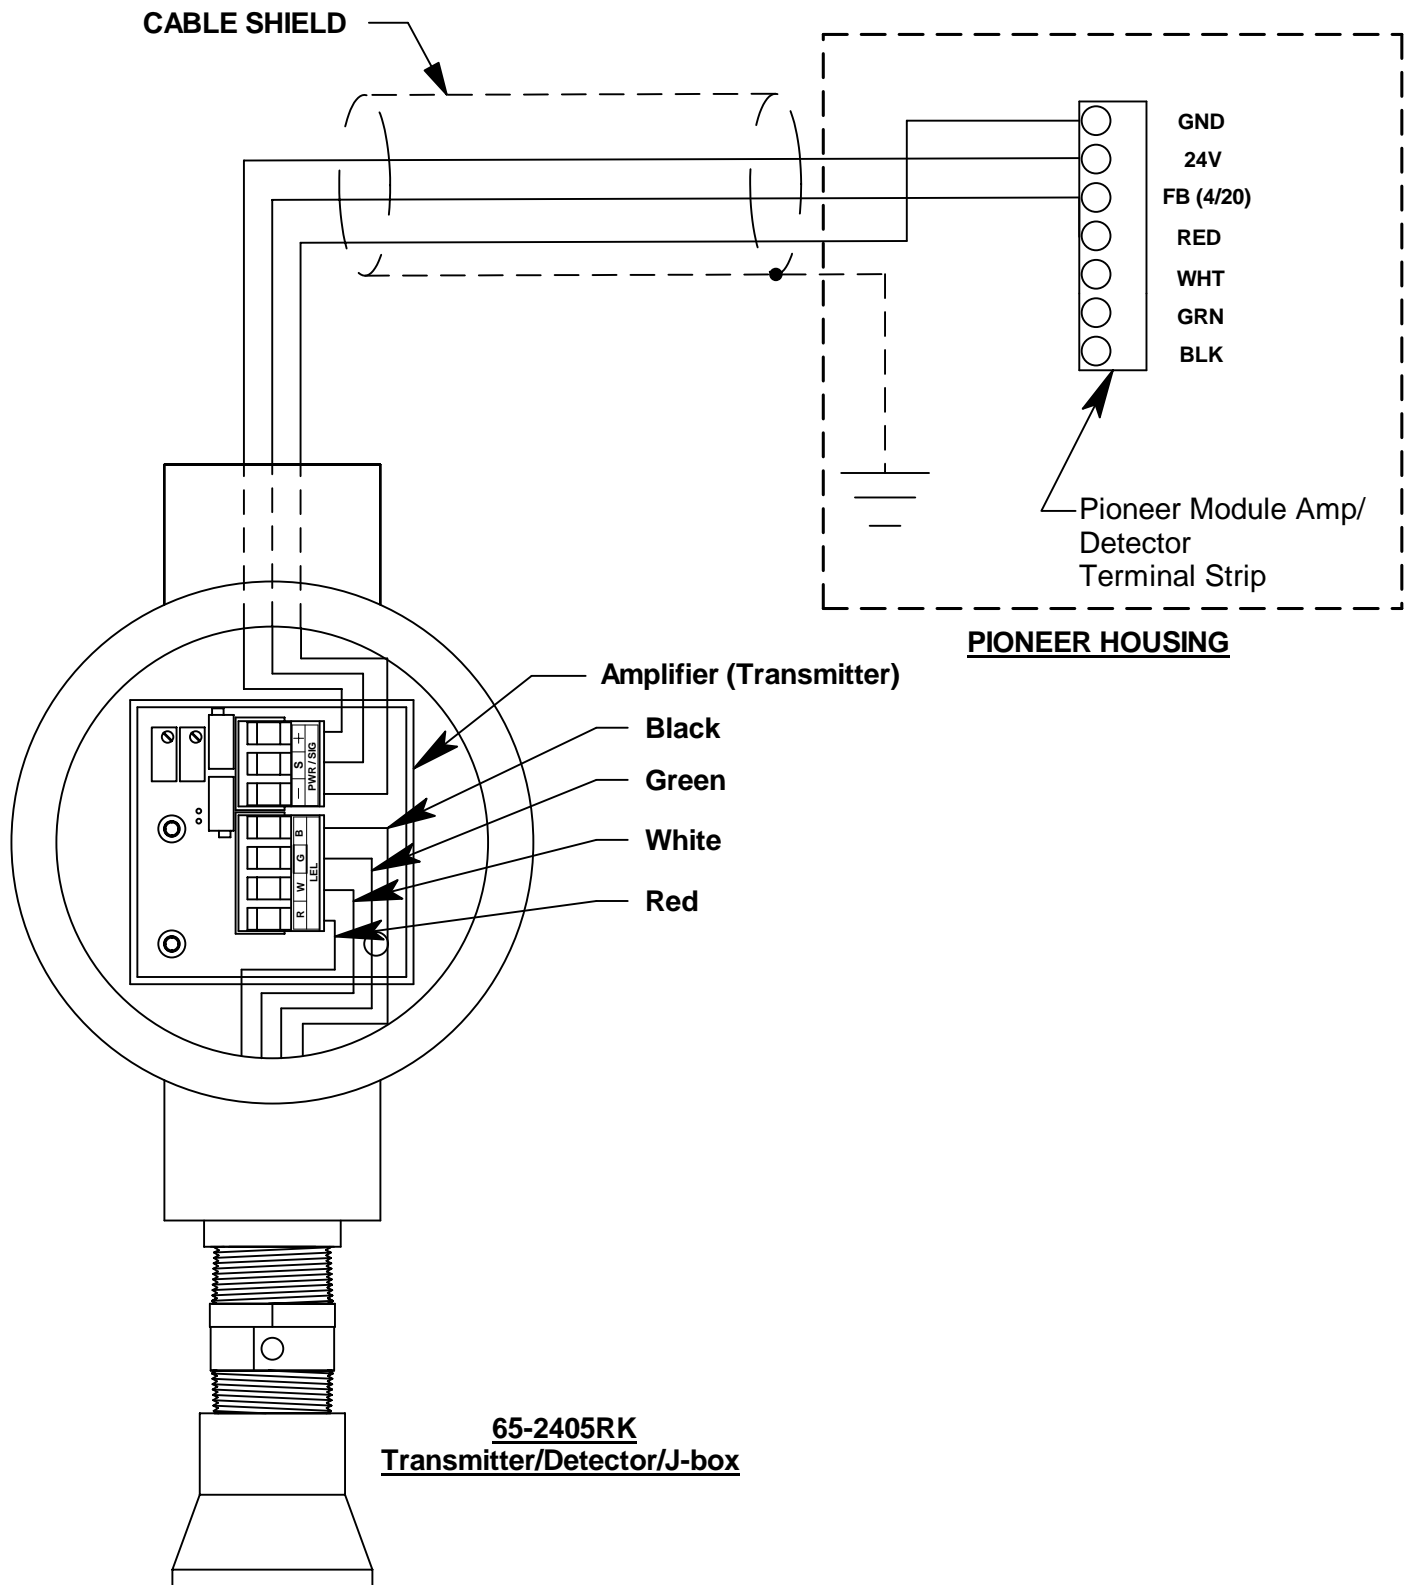 CABLE SHIELD
GND
24V
FB (4/20)
RED
WHT
GRN
BLK
Pioneer Module Amp/
Detector
Terminal Strip
PIONEER HOUSING
Amplifier (Transmitter)
Black
Green
White
Red
+
S
−
PWR / SIG
B
G
W
R
LEL
65-2405RK
Transmitter/Detector/J-box